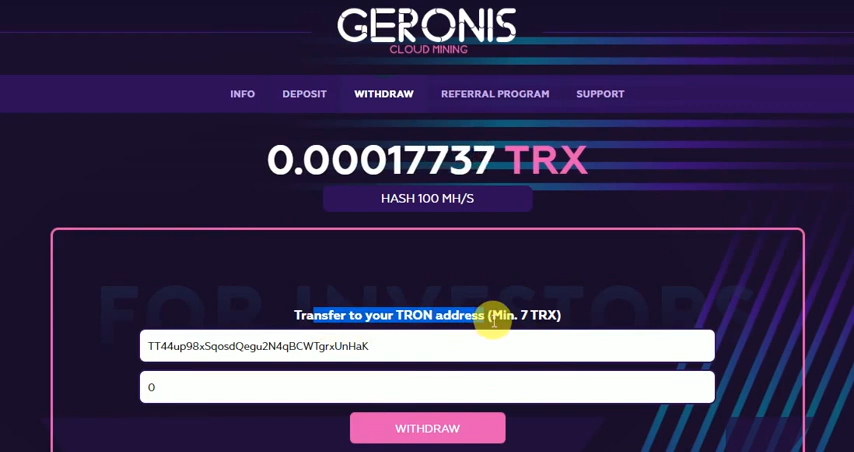 GERONIS
CLOUD MINING
INFO DEPOSIT WITHDRAW REFERRAL PROGRAM SUPPORT
0.00017737 TRX
HASH 100 MH/S
FOR INVESTORS
Transfer to your TRON address (Min. 7 TRX)
TT44up98xSqosdQegu2N4qBCWTgrxUnHaK
0
WITHDRAW